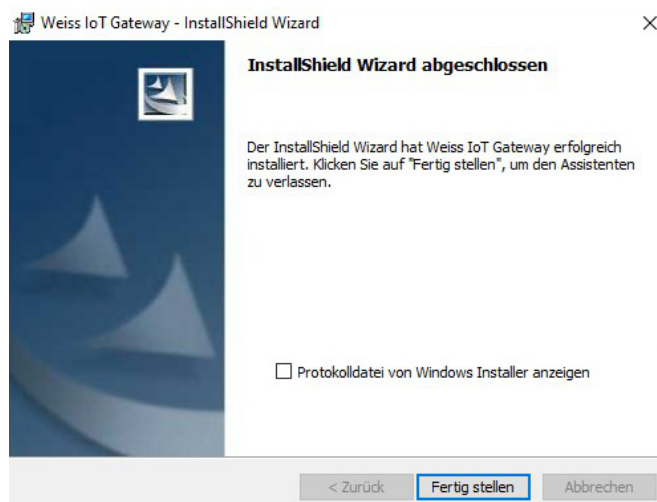 Weiss IoT Gateway - InstallShield Wizard
InstallShield Wizard abgeschlossen
Der InstallShield Wizard hat Weiss IoT Gateway erfolgreich
installiert. Klicken Sie auf "Fertig stellen", um den Assistenten
zu verlassen.
Protokolldatei von Windows Installer anzeigen
< Zurück Fertig stellen Abbrechen